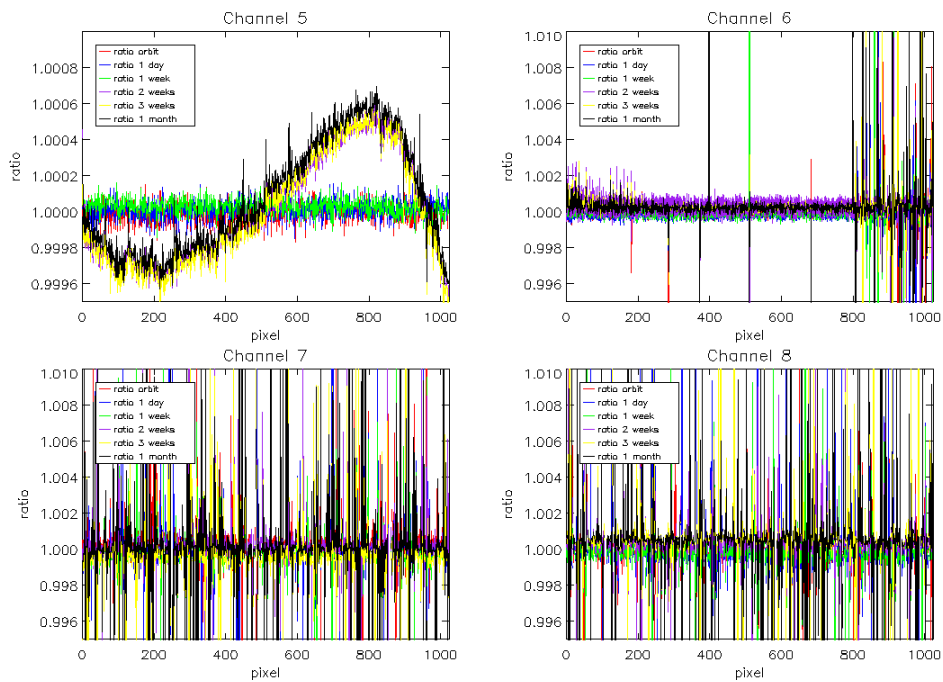 Channel 5
1.0008
1.0006
1.0004
1.0002
1.0000
0.9998
0.9996
ratio
ratio orbit
ratio 1 day
ratio 1 week
ratio 2 weeks
ratio 3 weeks
ratio 1 month
0 200 400 600 800 1000
pixel
Channel 6
1.010
1.008
1.006
1.004
1.002
1.000
0.998
0.996
ratio
ratio orbit
ratio 1 day
ratio 1 week
ratio 2 weeks
ratio 3 weeks
ratio 1 month
0 200 400 600 800 1000
pixel
Channel 7
1.010
1.008
1.006
1.004
1.002
1.000
0.998
0.996
ratio
ratio orbit
ratio 1 day
ratio 1 week
ratio 2 weeks
ratio 3 weeks
ratio 1 month
0 200 400 600 800 1000
pixel
Channel 8
1.010
1.008
1.006
1.004
1.002
1.000
0.998
0.996
ratio
ratio orbit
ratio 1 day
ratio 1 week
ratio 2 weeks
ratio 3 weeks
ratio 1 month
0 200 400 600 800 1000
pixel